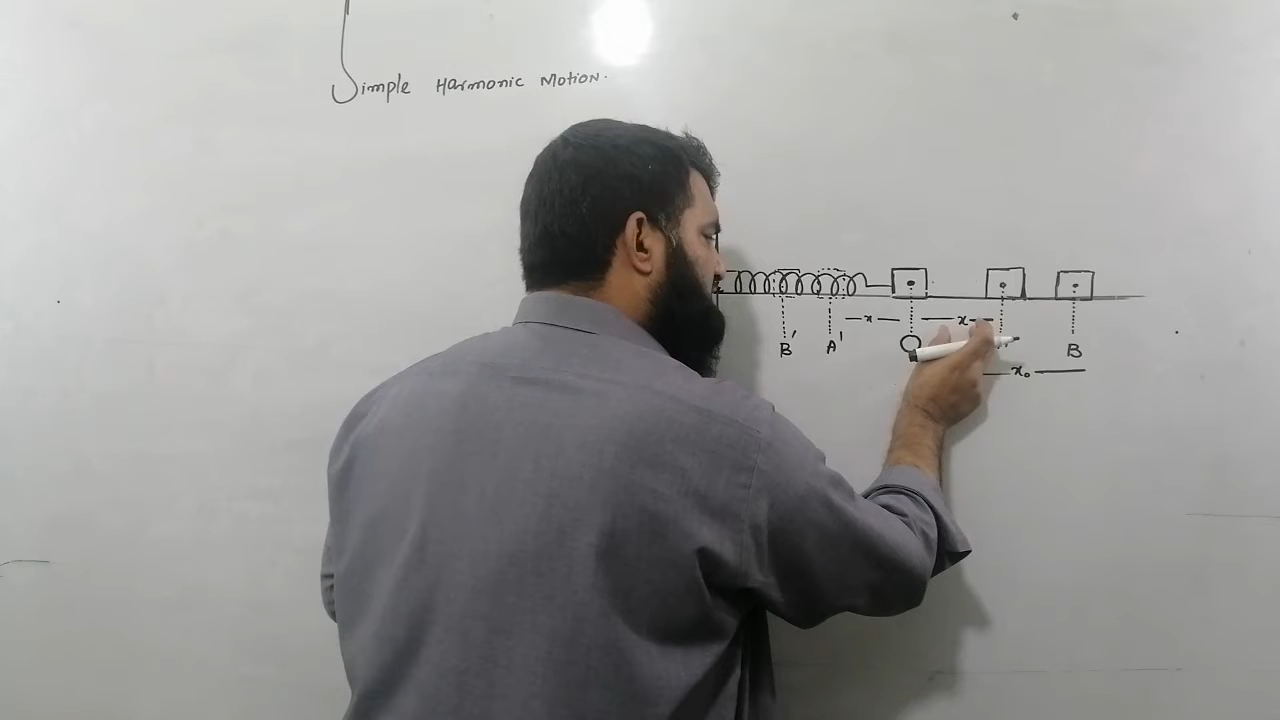 Simple Harmonic Motion.
x x
B' A' O B
x₀